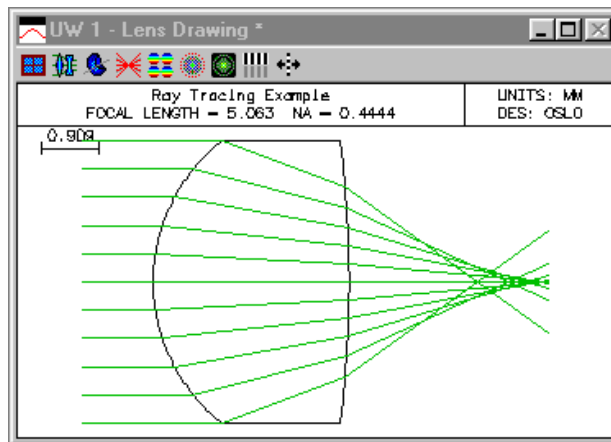 UW 1 - Lens Drawing *
Ray Tracing Example
FOCAL LENGTH = 5.063 NA = 0.4444
UNITS: MM
DES: OSLO
0.909